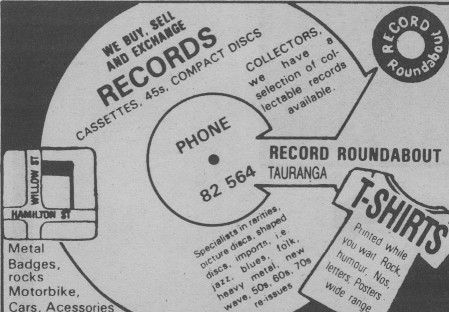 WE BUY, SELL
AND EXCHANGE
RECORDS
CASSETTES, 45s, COMPACT DISCS
COLLECTORS,
we have a
selection of col-
lectable records
available.
RECORD
Roundabout
PHONE
82 564
RECORD ROUNDABOUT
TAURANGA
WILLOW ST
HAMILTON ST
Metal
Badges,
rocks
Motorbike,
Cars, Acessories
Specialists in rarities,
picture discs, shaped
discs, imports, i.e.
jazz, blues, folk,
heavy metal, new
wave, 50s, 60s, 70s
re-issues
T-SHIRTS
Printed while
you wait. Rock,
humour, Nos,
letters, Posters
wide range